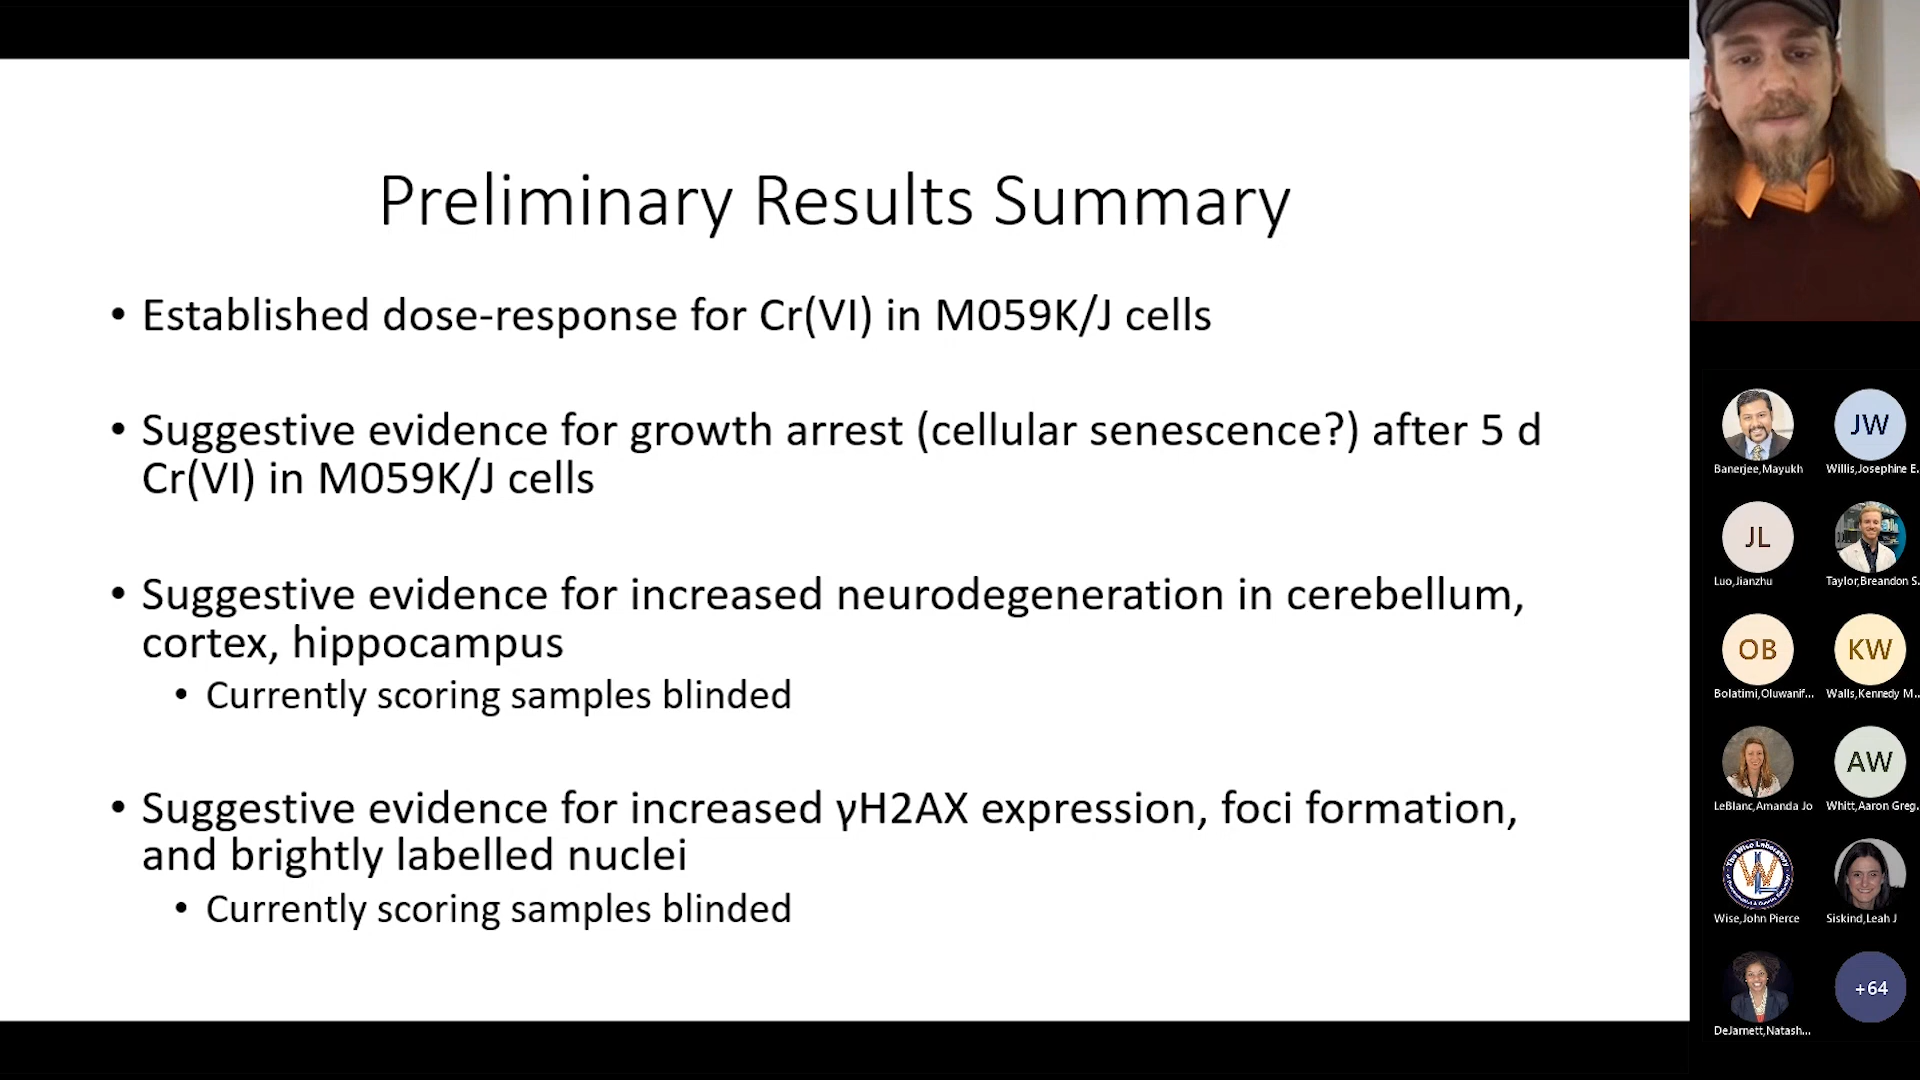 Preliminary Results Summary
• Established dose-response for Cr(VI) in M059K/J cells
• Suggestive evidence for growth arrest (cellular senescence?) after 5 d
Cr(VI) in M059K/J cells
• Suggestive evidence for increased neurodegeneration in cerebellum,
cortex, hippocampus
• Currently scoring samples blinded
• Suggestive evidence for increased γH2AX expression, foci formation,
and brightly labelled nuclei
• Currently scoring samples blinded
JW
Banerjee,Mayukh
Willis,Josephine E.
JL
Luo,Jianzhu
Taylor,Breandon S.
OB
KW
Bolatimi,Oluwanif...
Walls,Kennedy M...
AW
LeBlanc,Amanda Jo
Whitt,Aaron Greg.
The Wise Laboratory
Wise,John Pierce
Siskind,Leah J
+64
DeJarnett,Natash...